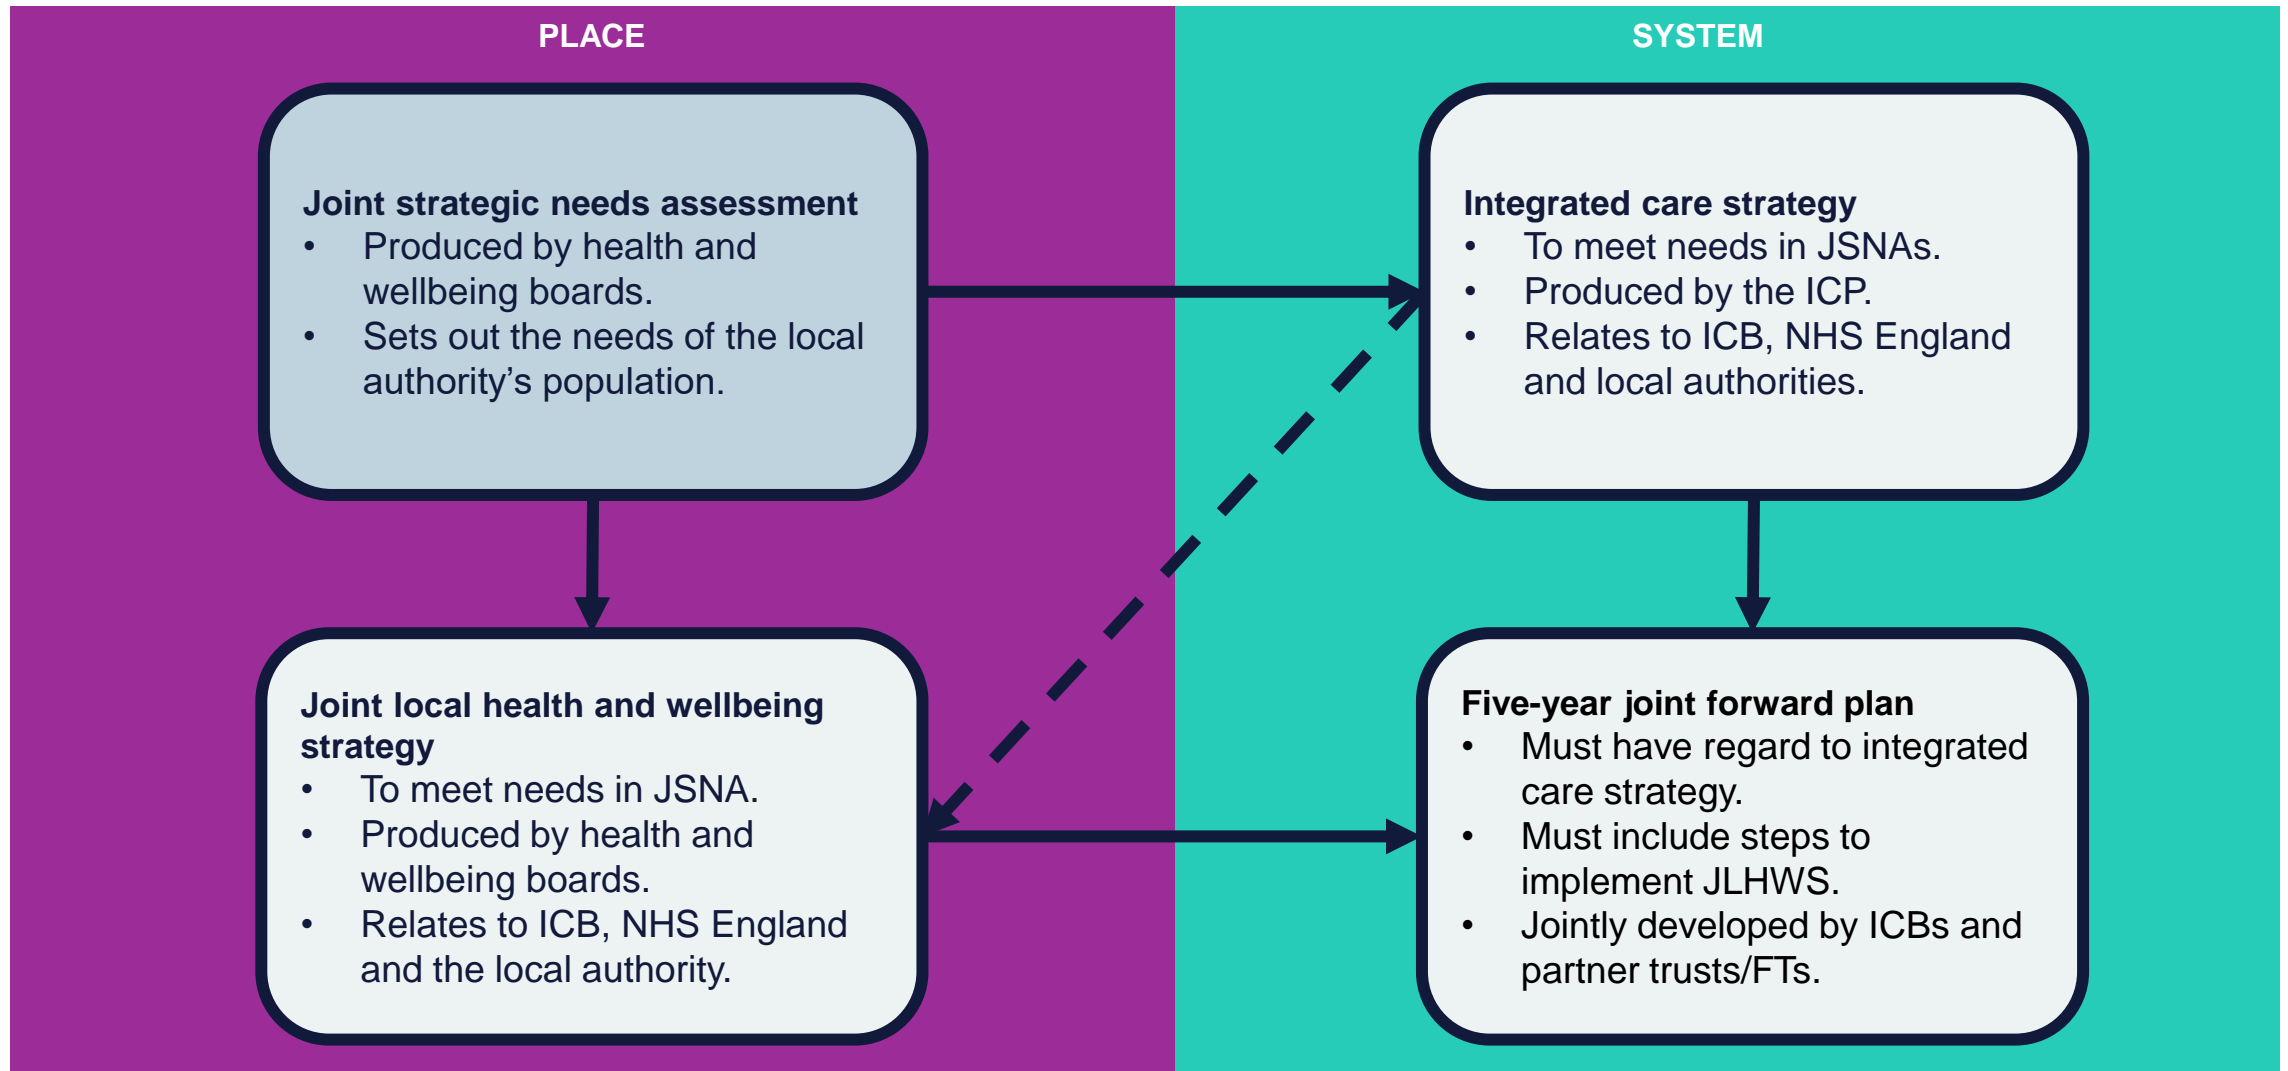 PLACE
SYSTEM
Joint strategic needs assessment
• Produced by health and
wellbeing boards.
• Sets out the needs of the local
authority’s population.
Integrated care strategy
• To meet needs in JSNAs.
• Produced by the ICP.
• Relates to ICB, NHS England
and local authorities.
Joint local health and wellbeing
strategy
• To meet needs in JSNA.
• Produced by health and
wellbeing boards.
• Relates to ICB, NHS England
and the local authority.
Five-year joint forward plan
• Must have regard to integrated
care strategy.
• Must include steps to
implement JLHWS.
• Jointly developed by ICBs and
partner trusts/FTs.